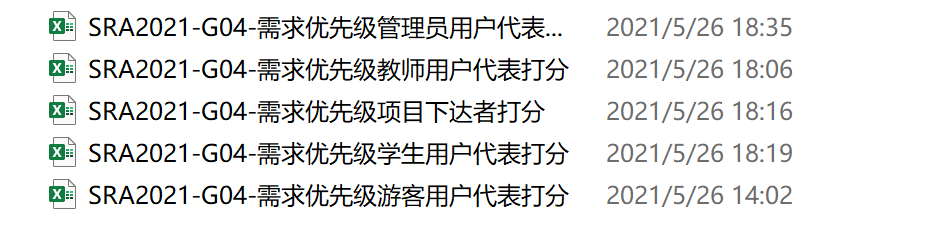 SRA2021-G04-需求优先级管理员用户代表... 2021/5/26 18:35
SRA2021-G04-需求优先级教师用户代表打分 2021/5/26 18:06
SRA2021-G04-需求优先级项目下达者打分 2021/5/26 18:16
SRA2021-G04-需求优先级学生用户代表打分 2021/5/26 18:19
SRA2021-G04-需求优先级游客用户代表打分 2021/5/26 14:02